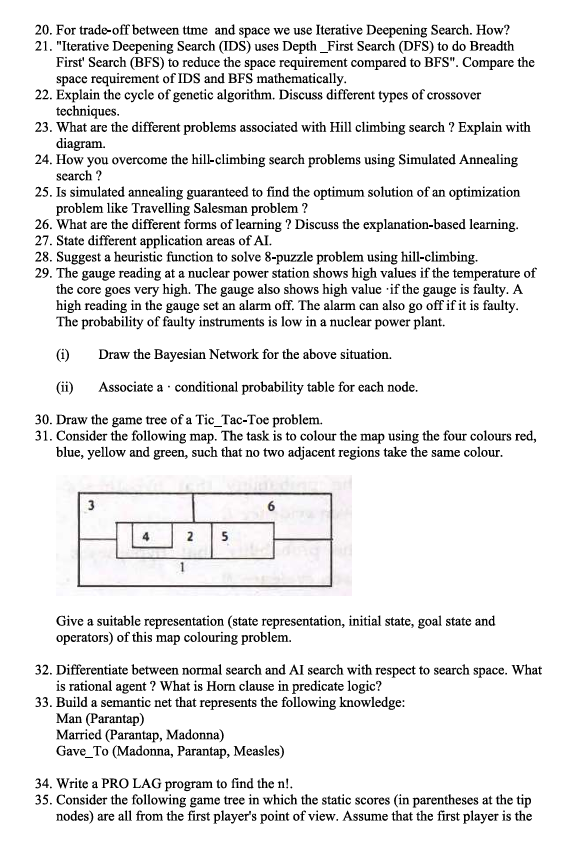 20. For trade-off between ttme and space we use Iterative Deepening Search. How?
21. "Iterative Deepening Search (IDS) uses Depth _First Search (DFS) to do Breadth
First' Search (BFS) to reduce the space requirement compared to BFS". Compare the
space requirement of IDS and BFS mathematically.
22. Explain the cycle of genetic algorithm. Discuss different types of crossover
techniques.
23. What are the different problems associated with Hill climbing search ? Explain with
diagram.
24. How you overcome the hill-climbing search problems using Simulated Annealing
search ?
25. Is simulated annealing guaranteed to find the optimum solution of an optimization
problem like Travelling Salesman problem ?
26. What are the different forms of learning ? Discuss the explanation-based learning.
27. State different application areas of AI.
28. Suggest a heuristic function to solve 8-puzzle problem using hill-climbing.
29. The gauge reading at a nuclear power station shows high values if the temperature of
the core goes very high. The gauge also shows high value ·if the gauge is faulty. A
high reading in the gauge set an alarm off. The alarm can also go off if it is faulty.
The probability of faulty instruments is low in a nuclear power plant.
(i) Draw the Bayesian Network for the above situation.
(ii) Associate a · conditional probability table for each node.
30. Draw the game tree of a Tic_Tac-Toe problem.
31. Consider the following map. The task is to colour the map using the four colours red,
blue, yellow and green, such that no two adjacent regions take the same colour.
3 6
4 2 5
1
Give a suitable representation (state representation, initial state, goal state and
operators) of this map colouring problem.
32. Differentiate between normal search and AI search with respect to search space. What
is rational agent ? What is Horn clause in predicate logic?
33. Build a semantic net that represents the following knowledge:
Man (Parantap)
Married (Parantap, Madonna)
Gave_To (Madonna, Parantap, Measles)
34. Write a PRO LAG program to find the n!.
35. Consider the following game tree in which the static scores (in parentheses at the tip
nodes) are all from the first player's point of view. Assume that the first player is the